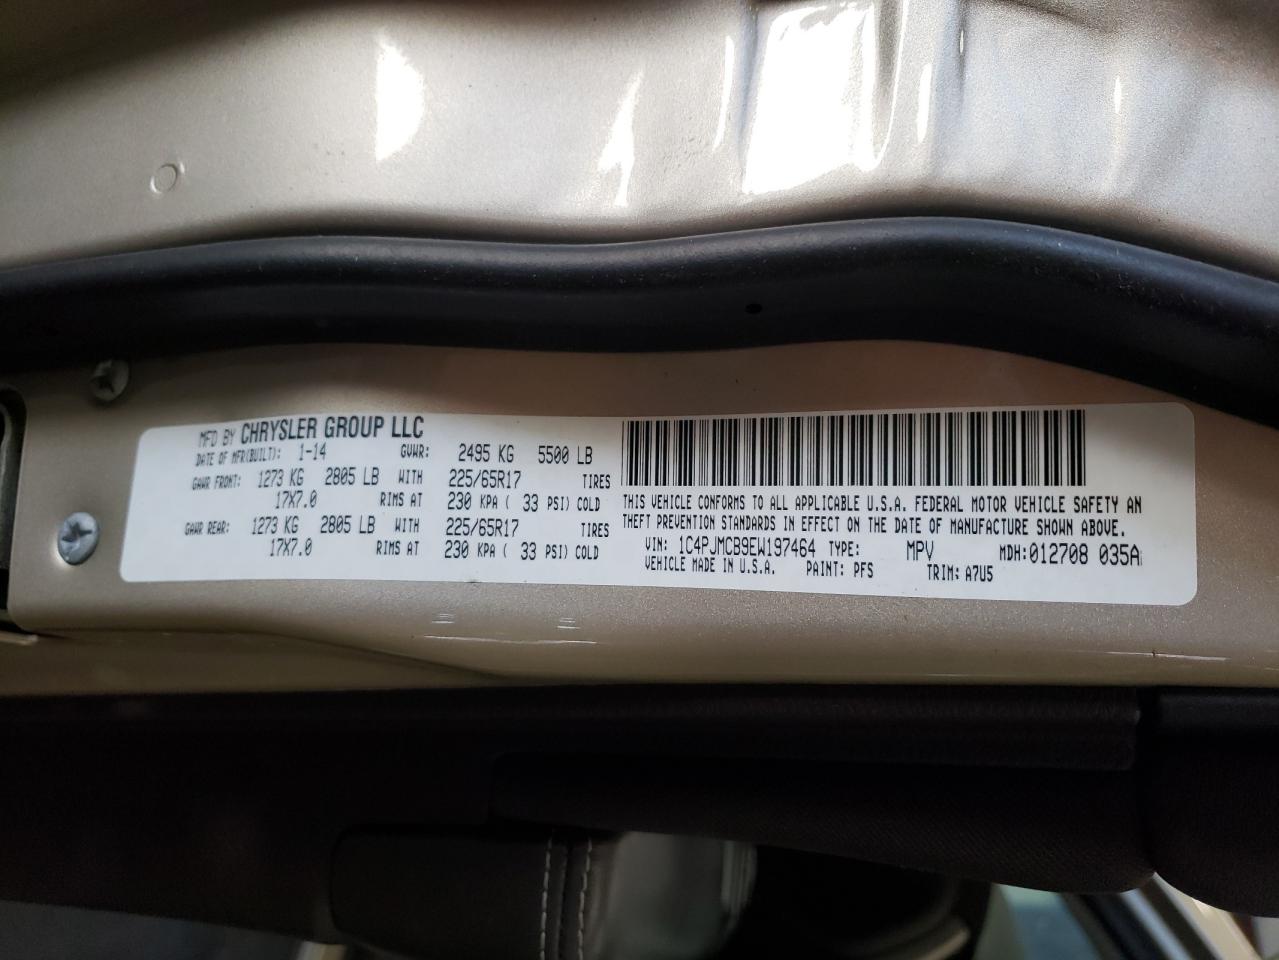 MFD BY CHRYSLER GROUP LLC
DATE OF MFR(BUILT): 1-14 GVWR: 2495 KG 5500 LB
GAWR FRONT: 1273 KG 2805 LB WITH 225/65R17 TIRES
17X7.0 RIMS AT 230 KPA ( 33 PSI) COLD
GAWR REAR: 1273 KG 2805 LB WITH 225/65R17 TIRES
17X7.0 RIMS AT 230 KPA ( 33 PSI) COLD
THIS VEHICLE CONFORMS TO ALL APPLICABLE U.S.A. FEDERAL MOTOR VEHICLE SAFETY AN
THEFT PREVENTION STANDARDS IN EFFECT ON THE DATE OF MANUFACTURE SHOWN ABOVE.
VIN: 1C4PJMCB9EW197464 TYPE: MPV MDH:012708 035A
VEHICLE MADE IN U.S.A. PAINT: PFS TRIM: A7U5